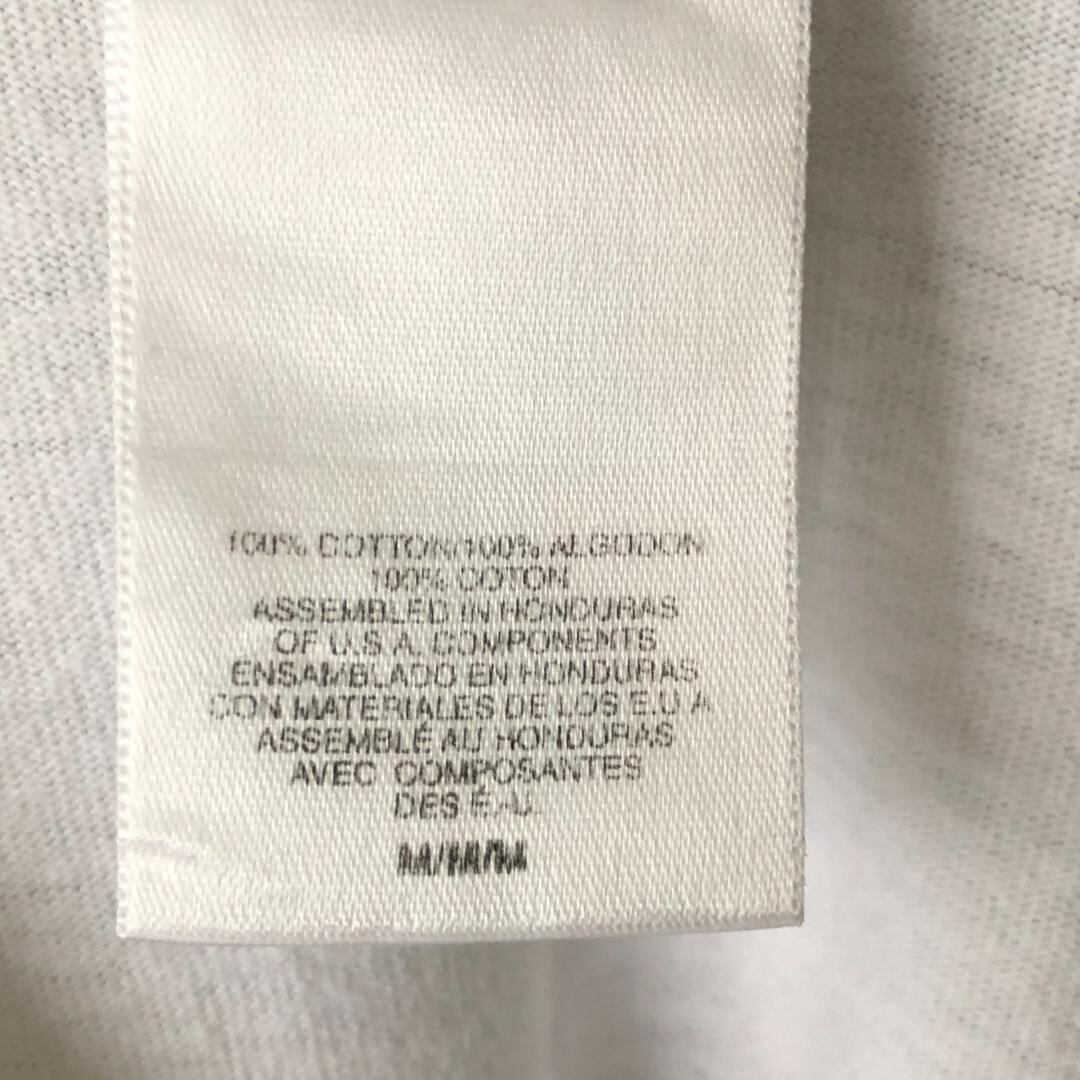 100% COTTON/100% ALGODON
100% COTON
ASSEMBLED IN HONDURAS
OF U.S.A. COMPONENTS
ENSAMBLADO EN HONDURAS
CON MATERIALES DE LOS E.U.A.
ASSEMBLÉ AU HONDURAS
AVEC COMPOSANTES
DES É.-U.
M/M/M